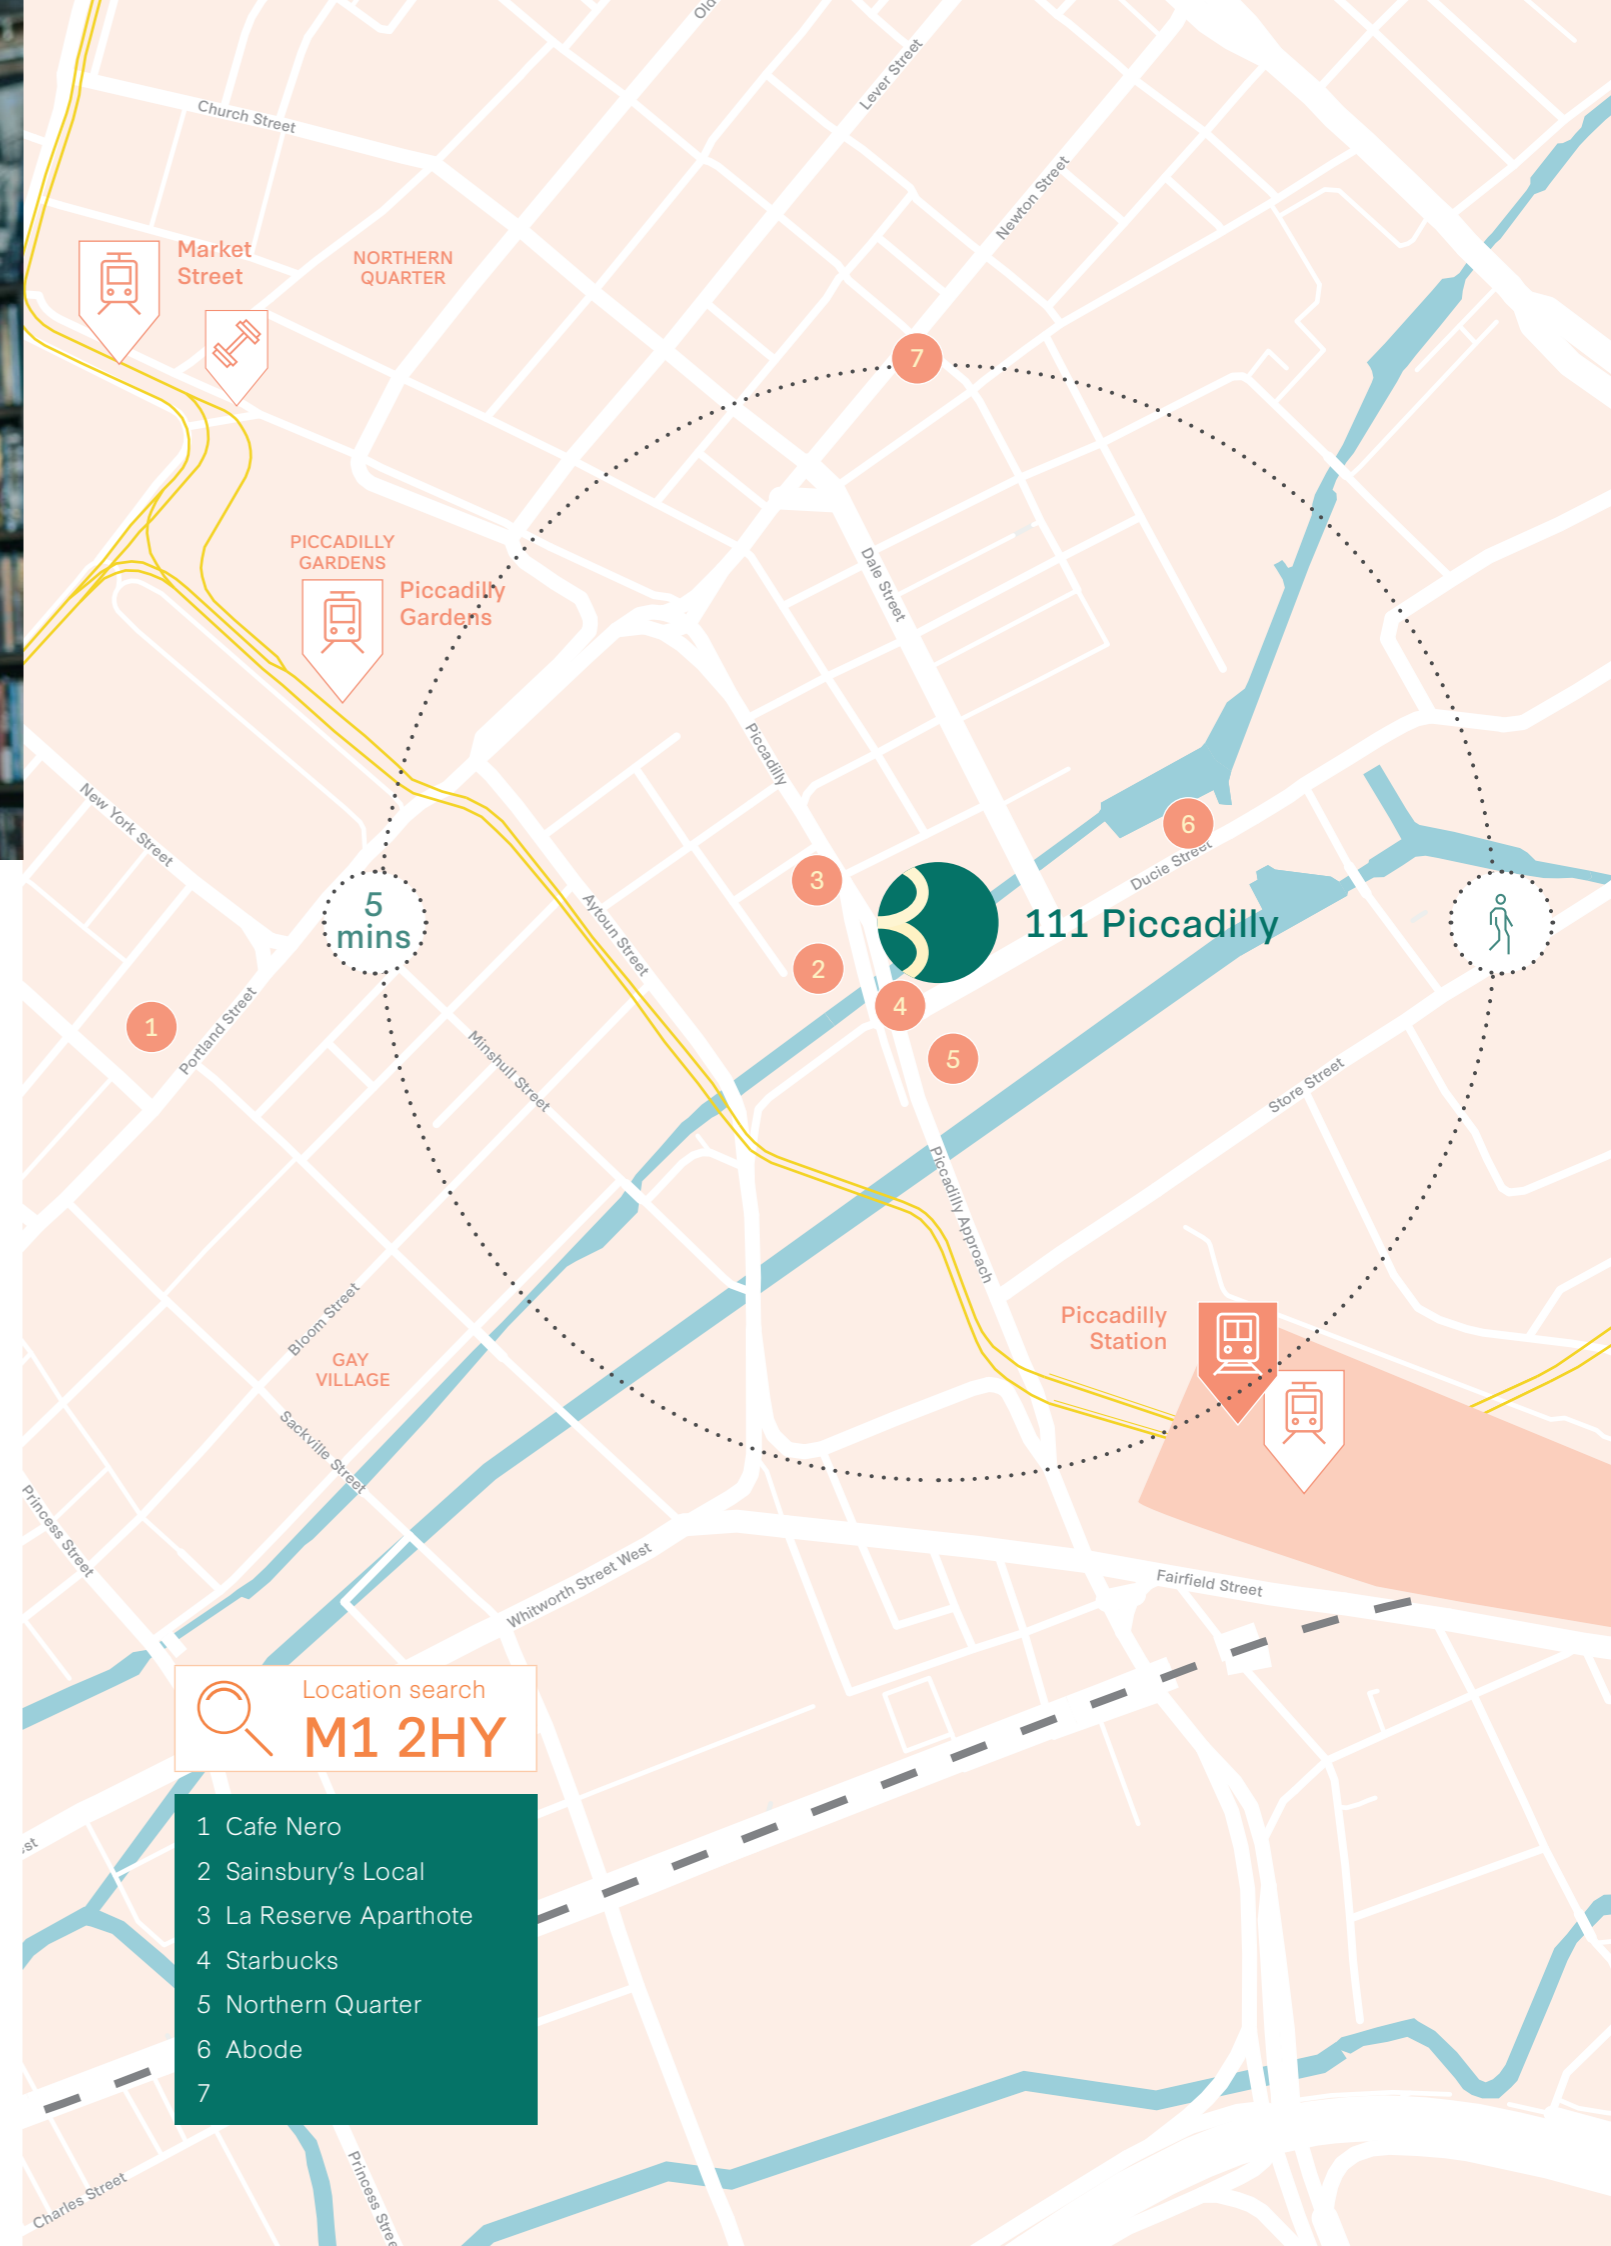 Old
Lever Street
Church Street
Newton Street
Market
Street
NORTHERN
QUARTER
7
PICCADILLY
GARDENS
Piccadilly
Gardens
Dale Street
Piccadilly
New York Street
6
Ducie Street
3
5
mins
Aytoun Street
111 Piccadilly
2
4
1
Portland Street
5
Minshull Street
Store Street
Piccadilly Approach
Bloom Street
Piccadilly
Station
GAY
VILLAGE
Sackville Street
Princess Street
Whitworth Street West
Fairfield Street
Location search
M1 2HY
1 Cafe Nero
2 Sainsbury’s Local
3 La Reserve Aparthote
4 Starbucks
5 Northern Quarter
6 Abode
7
Charles Street
Princess Stree